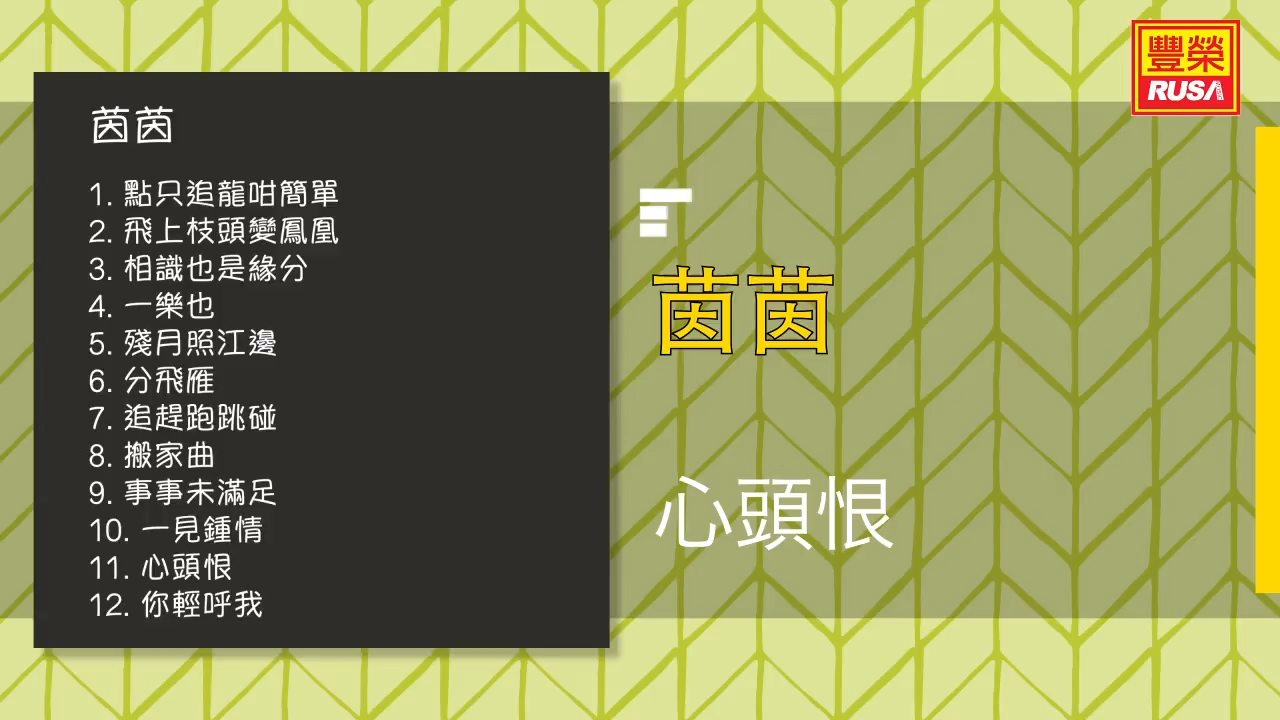 茵茵
1. 點只追龍咁簡單
2. 飛上枝頭變鳳凰
3. 相識也是緣分
4. 一樂也
5. 殘月照江邊
6. 分飛雁
7. 追趕跑跳碰
8. 搬家曲
9. 事事未滿足
10. 一見鍾情
11. 心頭恨
12. 你輕呼我
豐榮
RUSA
茵茵
心頭恨